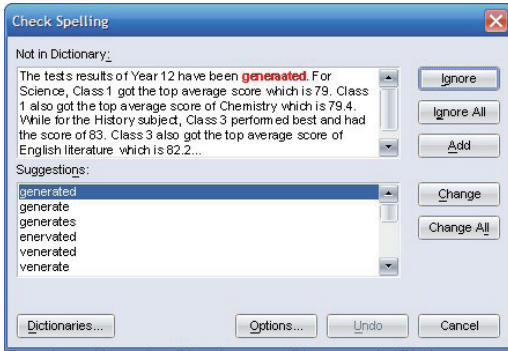 Check Spelling
Not in Dictionary:
The tests results of Year 12 have been generaated. For
Science, Class 1 got the top average score which is 79. Class
1 also got the top average score of Chemistry which is 79.4.
While for the History subject, Class 3 performed best and had
the score of 83. Class 3 also got the top average score of
English literature which is 82.2...
Ignore
Ignore All
Add
Suggestions:
generated
generate
generates
enervated
venerated
venerate
Change
Change All
Dictionaries...
Options...
Undo
Cancel